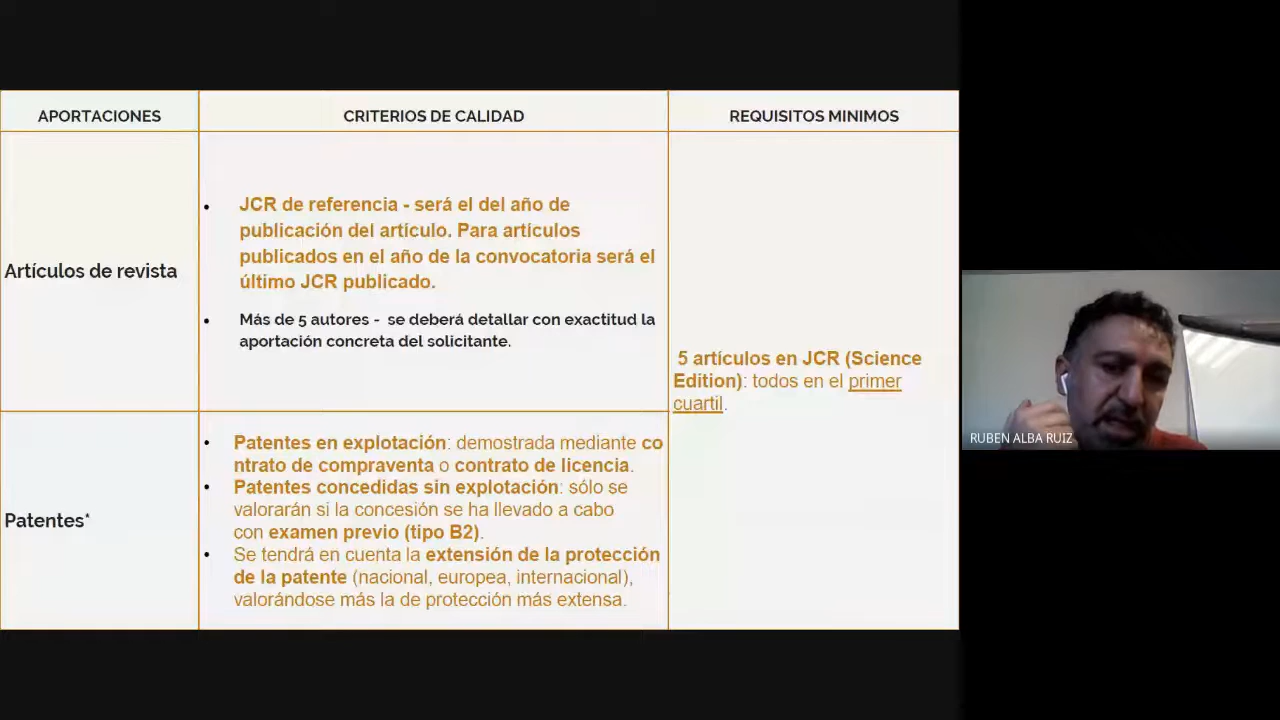 APORTACIONES
CRITERIOS DE CALIDAD
REQUISITOS MINIMOS
Artículos de revista
• JCR de referencia - será el del año de
publicación del artículo. Para artículos
publicados en el año de la convocatoria será el
último JCR publicado.
• Más de 5 autores - se deberá detallar con exactitud la
aportación concreta del solicitante.
5 artículos en JCR (Science
Edition): todos en el primer
cuartil.
Patentes*
• Patentes en explotación: demostrada mediante co
ntrato de compraventa o contrato de licencia.
• Patentes concedidas sin explotación: sólo se
valorarán si la concesión se ha llevado a cabo
con examen previo (tipo B2).
• Se tendrá en cuenta la extensión de la protección
de la patente (nacional, europea, internacional),
valorándose más la de protección más extensa.
RUBEN ALBA RUIZ